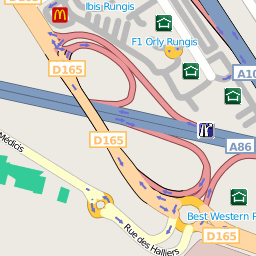 Ibis Rungis
F1 Orly Rungis
D165
A10
D165
A86
Médicis
Rue des Halliers
Best Western
D165